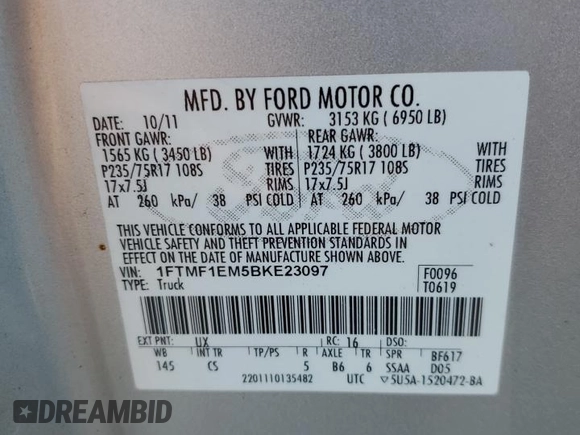 MFD. BY FORD MOTOR CO.
DATE: 10/11 GVWR: 3153 KG ( 6950 LB)
FRONT GAWR: REAR GAWR:
1565 KG ( 3450 LB) 1724 KG ( 3800 LB)
P235/75R17 108S TIRES P235/75R17 108S TIRES
17x7.5J RIMS 17x7.5J RIMS
AT 260 kPa/ 38 PSI COLD AT 260 kPa/ 38 PSI COLD
THIS VEHICLE CONFORMS TO ALL APPLICABLE FEDERAL MOTOR
VEHICLE SAFETY AND THEFT PREVENTION STANDARDS IN
EFFECT ON THE DATE OF MANUFACTURE SHOWN ABOVE.
VIN: 1FTMF1EM5BKE23097 F0096
TYPE: Truck T0619
EXT PNT: UX RC: 16 DSO:
WB INT TR TP/PS R AXLE TR SPR BF617
145 CS 5 B6 6 SSAA D05
2201110135482 UTC ▽5U5A-1520472-BA
©DREAMBID